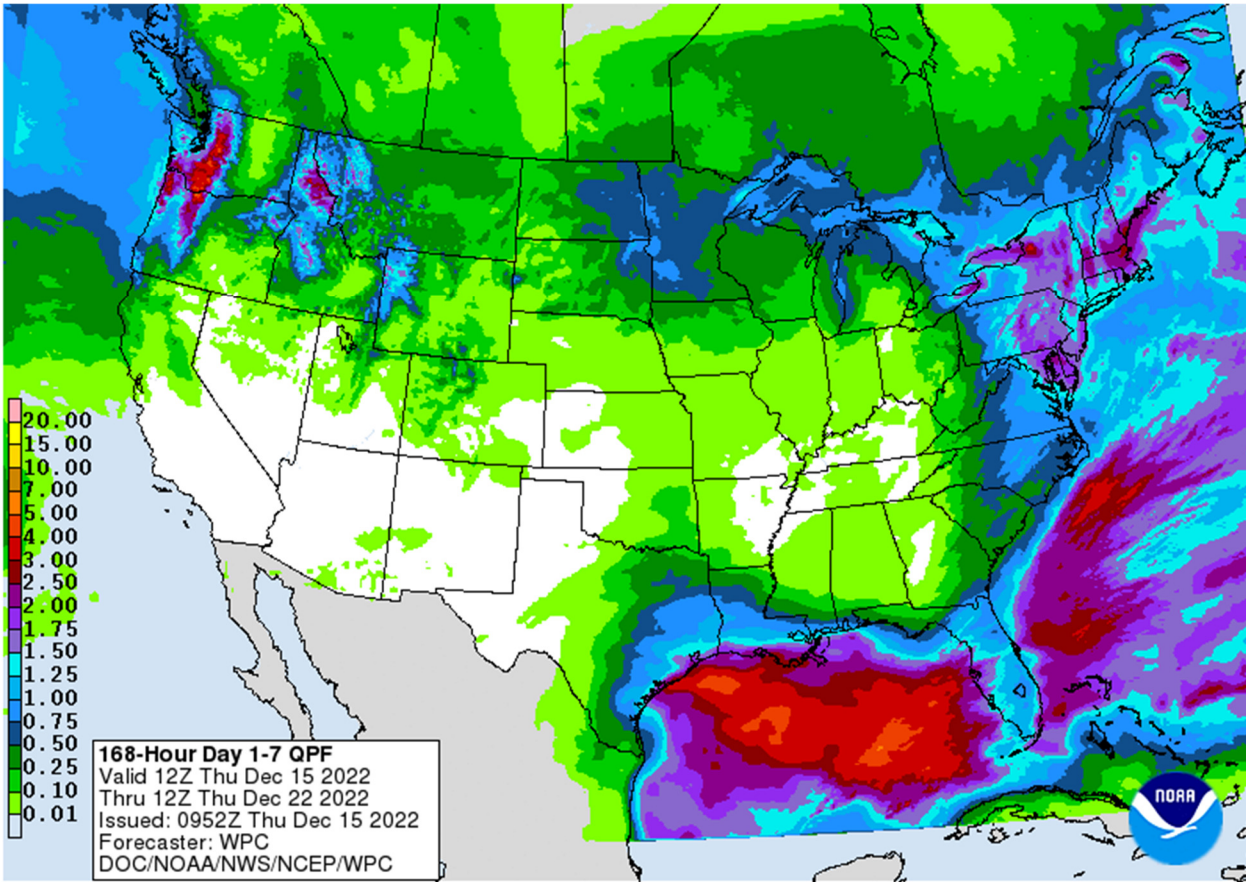 20.00
15.00
10.00
7.00
5.00
4.00
3.00
2.50
2.00
1.75
1.50
1.25
1.00
0.75
0.50
0.25
0.10
0.01
168-Hour Day 1-7 QPF
Valid 12Z Thu Dec 15 2022
Thru 12Z Thu Dec 22 2022
Issued: 0952Z Thu Dec 15 2022
Forecaster: WPC
DOC/NOAA/NWS/NCEP/WPC
NOAA